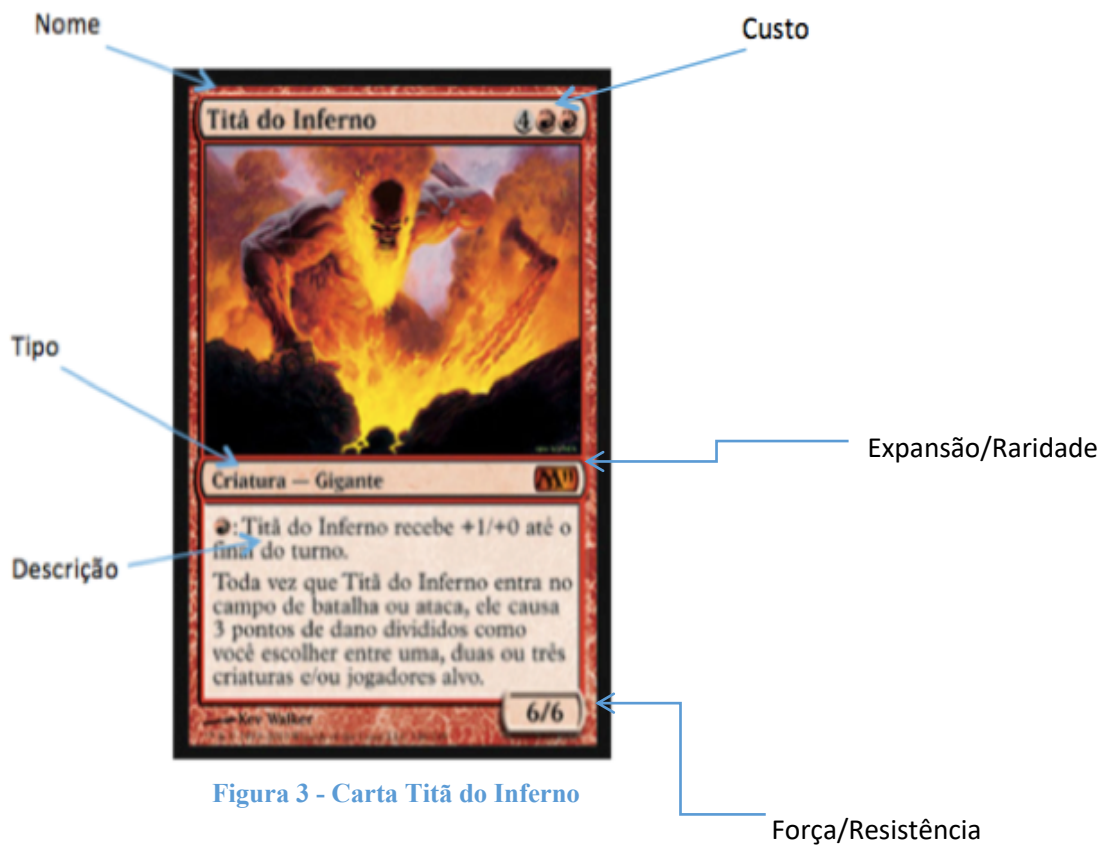 Nome
Custo
Titã do Inferno
4
Tipo
Expansão/Raridade
Criatura — Gigante
M11
:Titã do Inferno recebe +1/+0 até o
final do turno.
Descrição
Toda vez que Titã do Inferno entra no
campo de batalha ou ataca, ele causa
3 pontos de dano divididos como
você escolher entre uma, duas ou três
criaturas e/ou jogadores alvo.
6/6
Kev Walker
Figura 3 - Carta Titã do Inferno
Força/Resistência